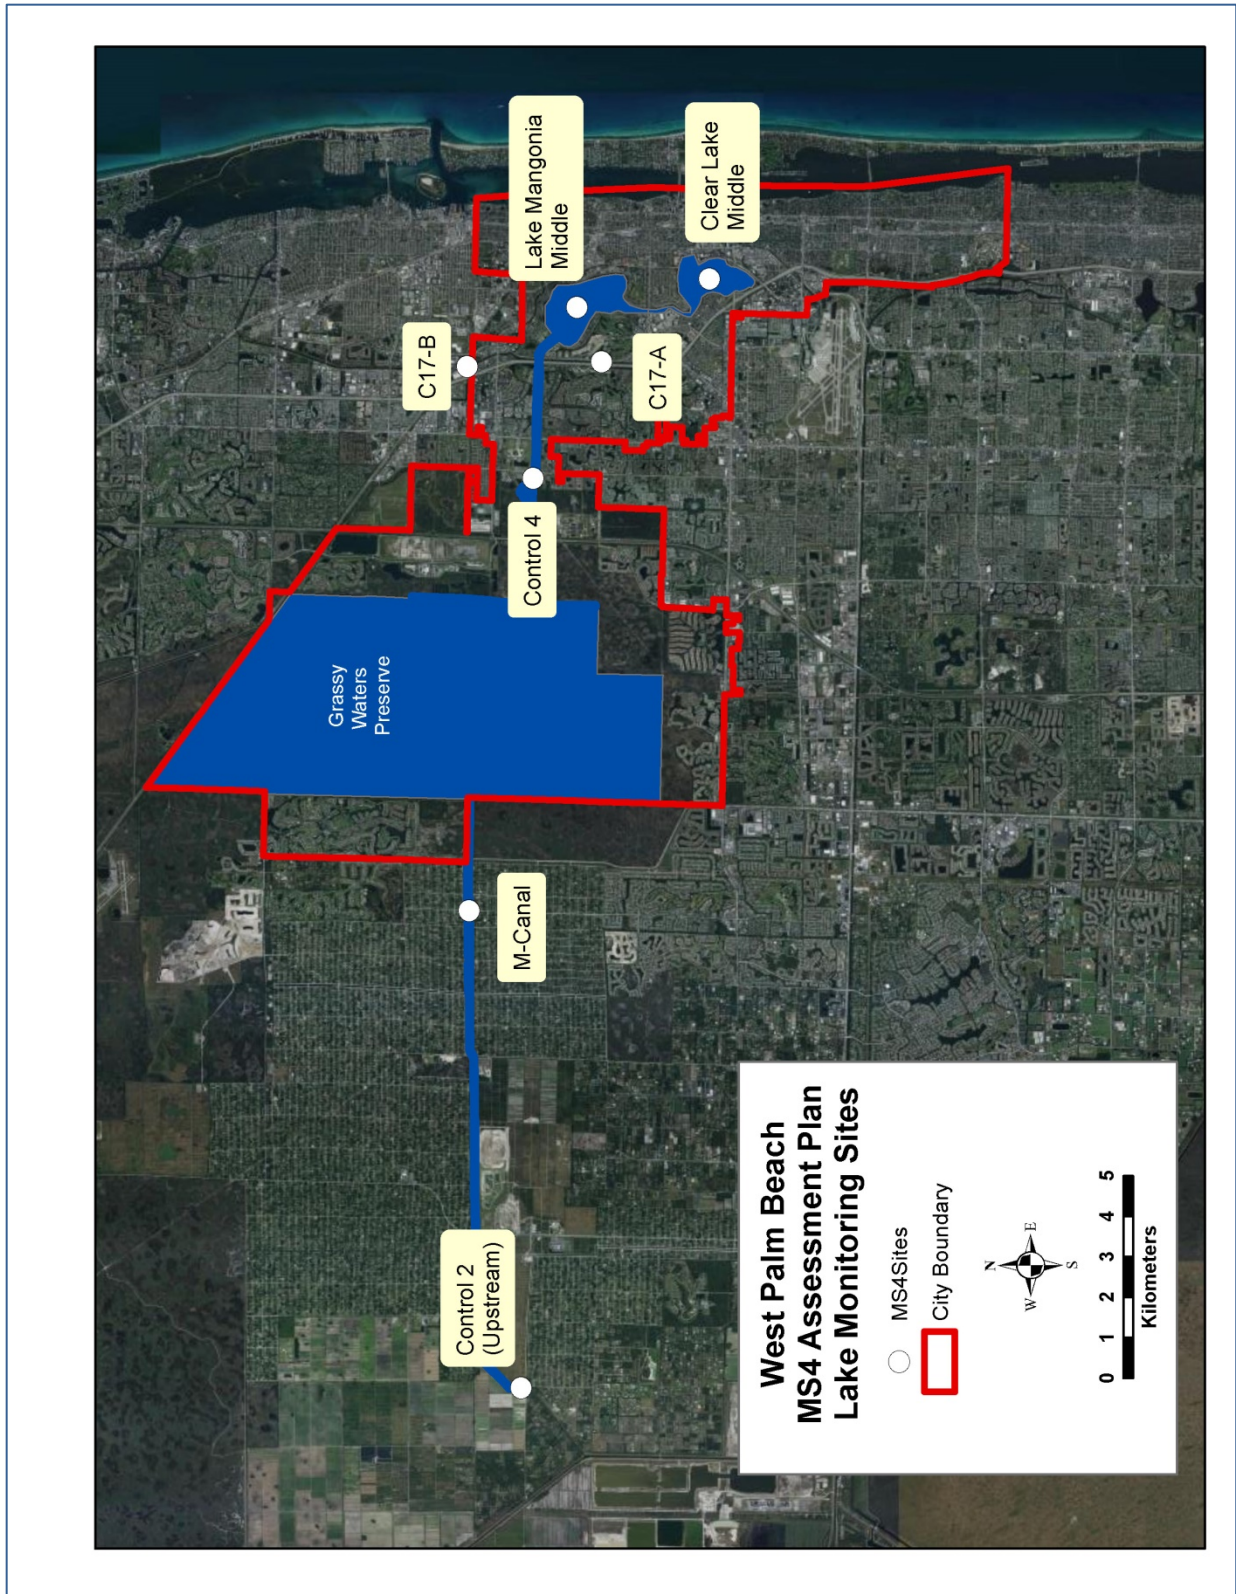 Lake Mangonia
Middle
Clear Lake
Middle
C17-B
C17-A
Control 4
Grassy
Waters
Preserve
M-Canal
Control 2
(Upstream)
West Palm Beach
MS4 Assessment Plan
Lake Monitoring Sites
MS4Sites
City Boundary
N
W
E
S
0 1 2 3 4 5
Kilometers